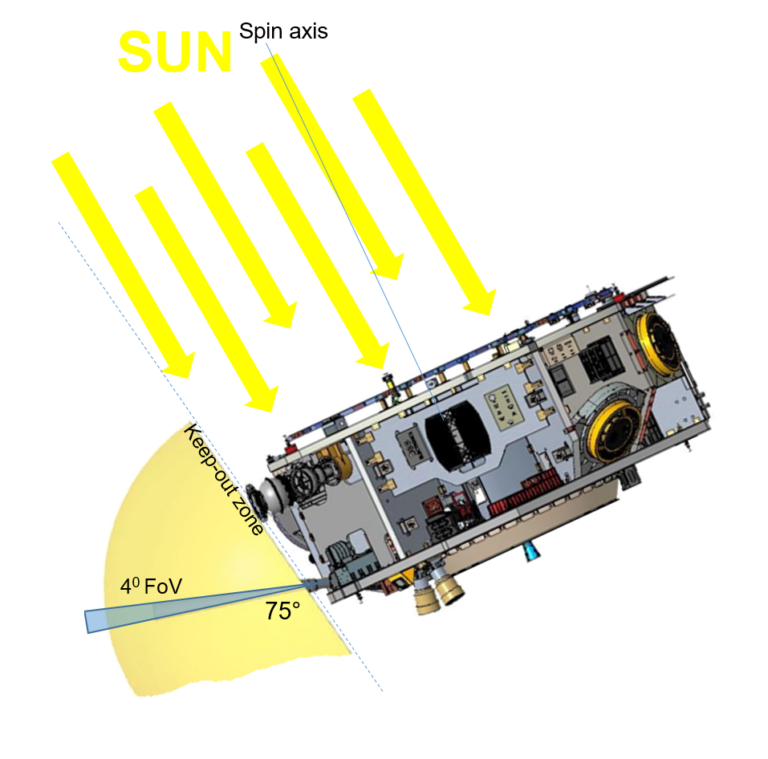 SUN
Spin axis
Keep-out zone
4⁰ FoV
75°